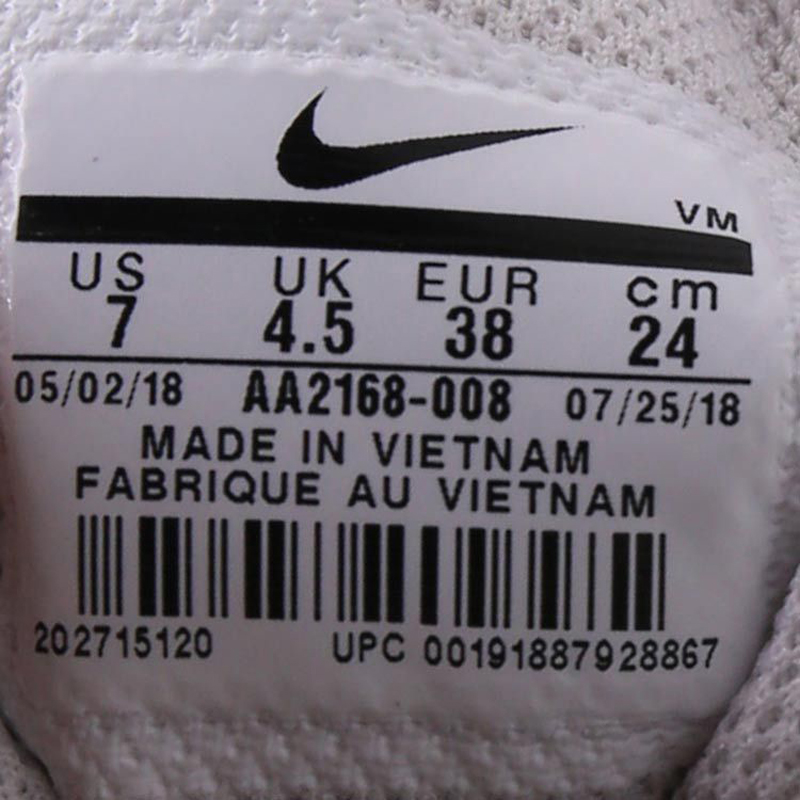 VM
US UK EUR cm
7 4.5 38 24
05/02/18 AA2168-008 07/25/18
MADE IN VIETNAM
FABRIQUE AU VIETNAM
202715120 UPC 00191887928867